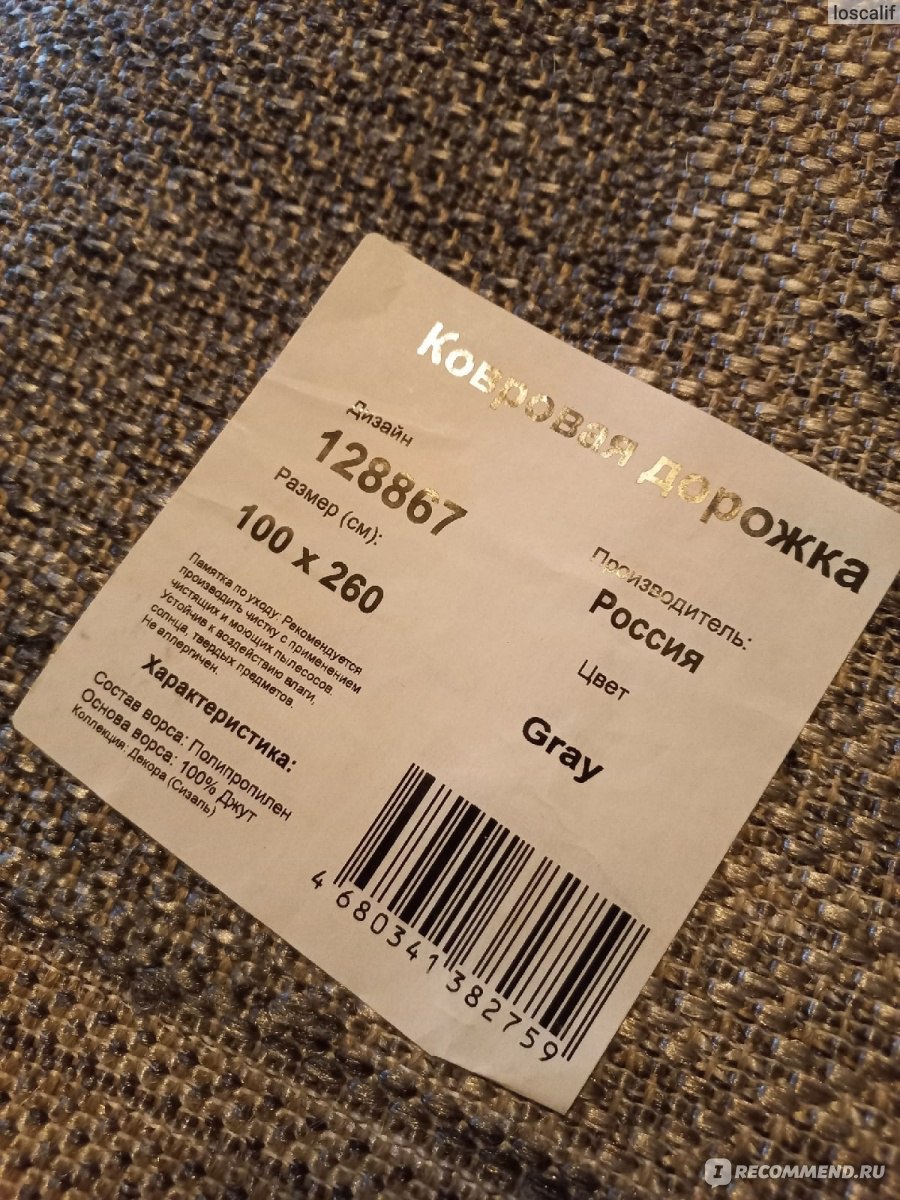 loscalif
Ковровая дорожка
Дизайн
128867
Размер (см):
100 x 260
Памятка по уходу: Рекомендуется
производить чистку с применением
чистящих и моющих пылесосов.
Устойчив к воздействию влаги,
солнца, твердых предметов.
Не аллергичен.
Характеристика:
Состав ворса: Полипропилен
Основа ворса: 100% Джут
Коллекция: Декора (Сизаль)
Производитель:
Россия
Цвет
Gray
4 680341 382759
IRECOMMEND.RU